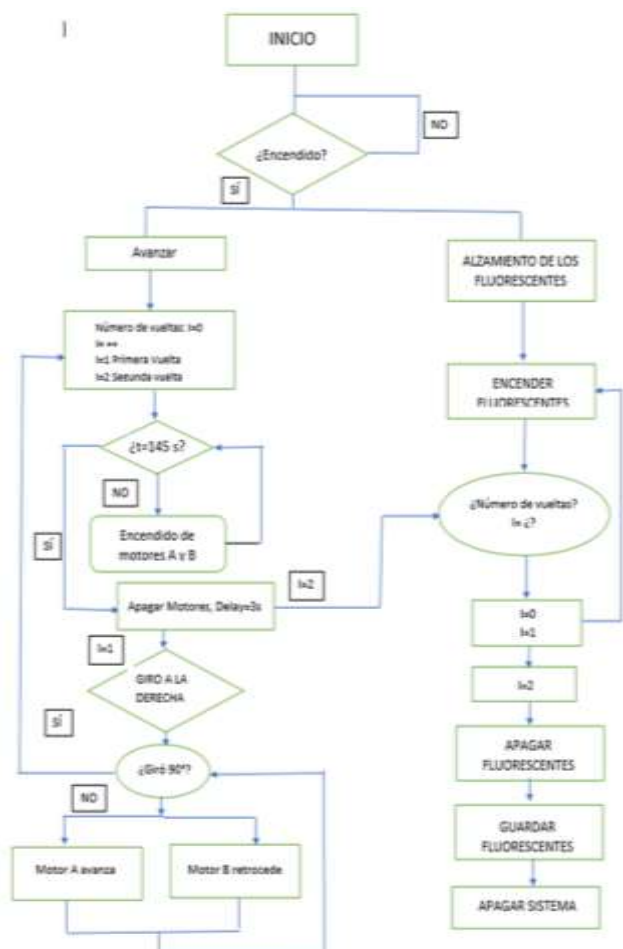 INICIO
NO
¿Encendido?
SÍ
Avanzar
ALZAMIENTO DE LOS
FLUORESCENTES
Número de vueltas: I=0
I= ++
I=1 Primera Vuelta
I=2 Segunda vuelta
ENCENDER
FLUORESCENTES
¿t=145 s?
NO
¿Número de vueltas?
I= ¿?
Encendido de
motores A y B
SÍ
I=2
Apagar Motores, Delay=3s
I=0
I=1
I=1
GIRO A LA
DERECHA
I=2
SÍ
APAGAR
FLUORESCENTES
¿Giró 90°?
NO
GUARDAR
FLUORESCENTES
Motor A avanza
Motor B retrocede
APAGAR SISTEMA